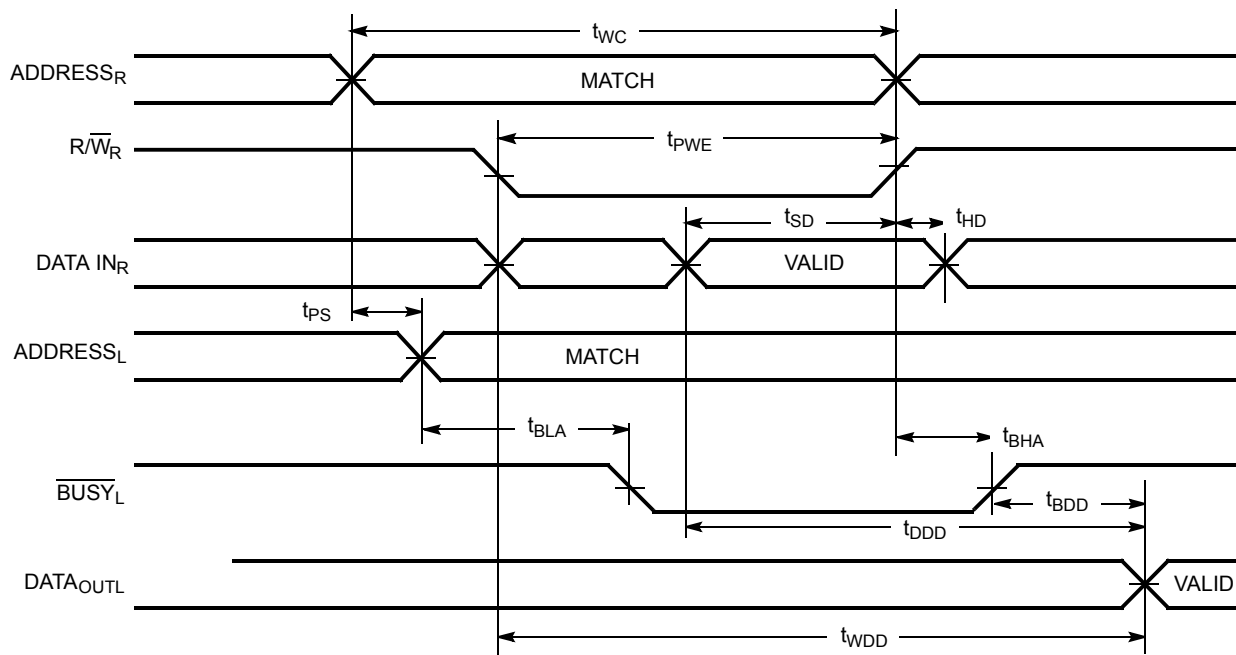 tWC
ADDRESSR
MATCH
R/W̅R
tPWE
tSD
tHD
DATA INR
VALID
tPS
ADDRESSL
MATCH
tBLA
tBHA
B̅U̅S̅Y̅L
tBDD
tDDD
DATAOUTL
VALID
tWDD